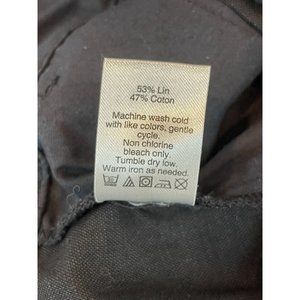 53% Lin
47% Coton
Machine wash cold
with like colors, gentle
cycle.
Non chlorine
bleach only.
Tumble dry low.
Warm iron as needed.